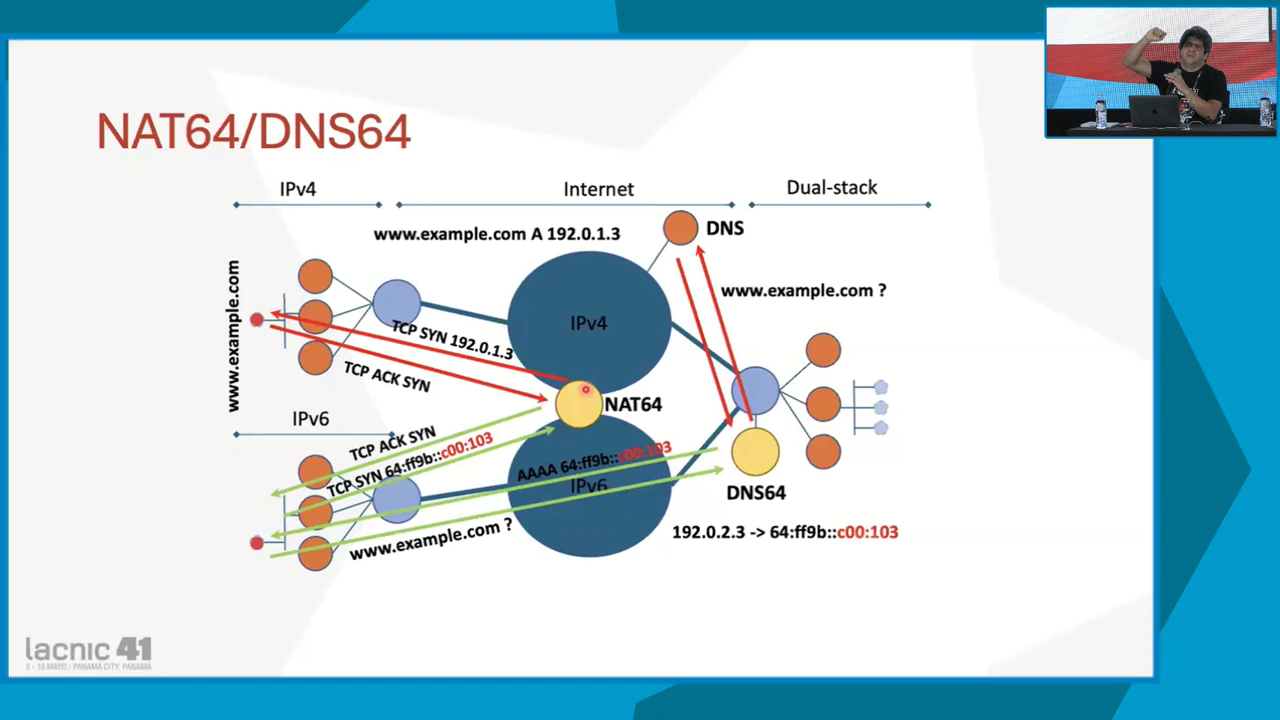 NAT64/DNS64
IPv4
Internet
Dual-stack
www.example.com A 192.0.1.3
DNS
www.example.com ?
www.example.com
IPv4
TCP SYN 192.0.1.3
TCP ACK SYN
NAT64
IPv6
TCP ACK SYN
TCP SYN 64:ff9b::c00:103
AAAA 64:ff9b::c00:103
IPv6
DNS64
www.example.com ?
192.0.2.3 -> 64:ff9b::c00:103
lacnic 41
6 - 10 MAYO / PANAMA CITY, PANAMÁ